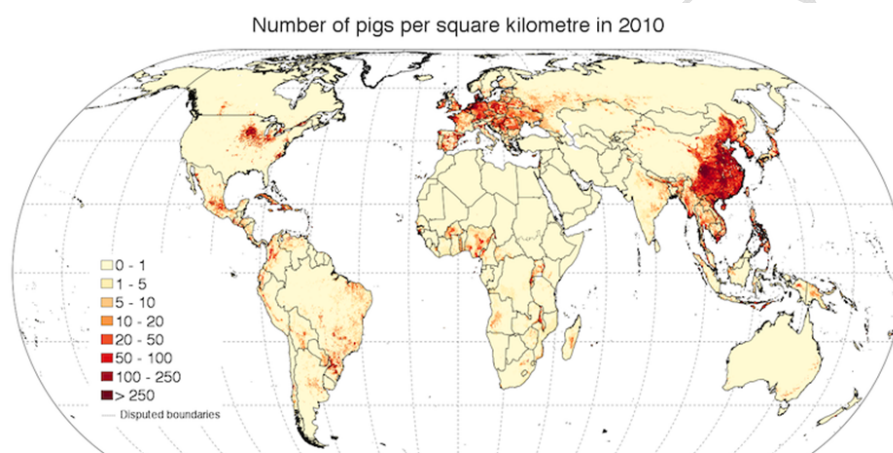 Number of pigs per square kilometre in 2010
0 - 1
1 - 5
5 - 10
10 - 20
20 - 50
50 - 100
100 - 250
> 250
Disputed boundaries